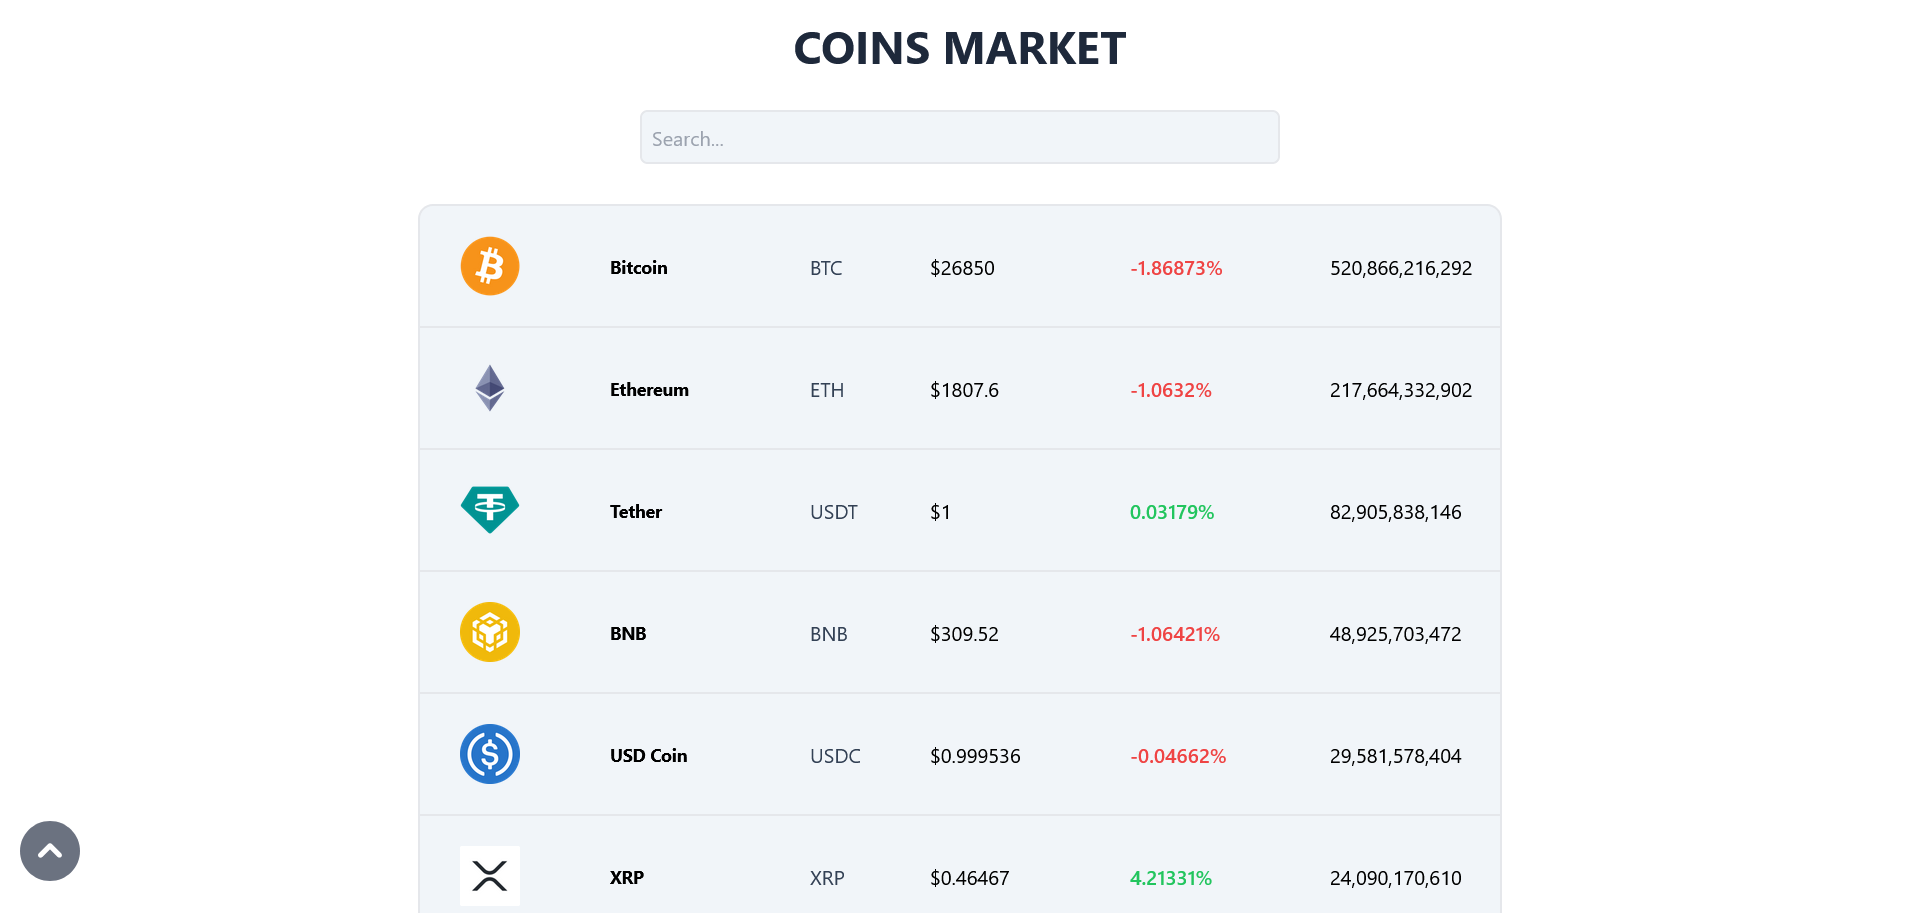 COINS MARKET
Search...
Bitcoin BTC $26850 -1.86873% 520,866,216,292
Ethereum ETH $1807.6 -1.0632% 217,664,332,902
Tether USDT $1 0.03179% 82,905,838,146
BNB BNB $309.52 -1.06421% 48,925,703,472
USD Coin USDC $0.999536 -0.04662% 29,581,578,404
XRP XRP $0.46467 4.21331% 24,090,170,610